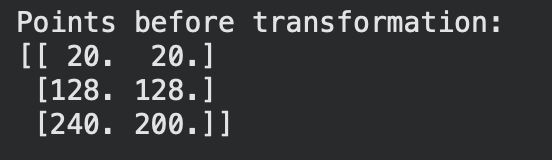 Points before transformation:
[[ 20.  20.]
 [128. 128.]
 [240. 200.]]